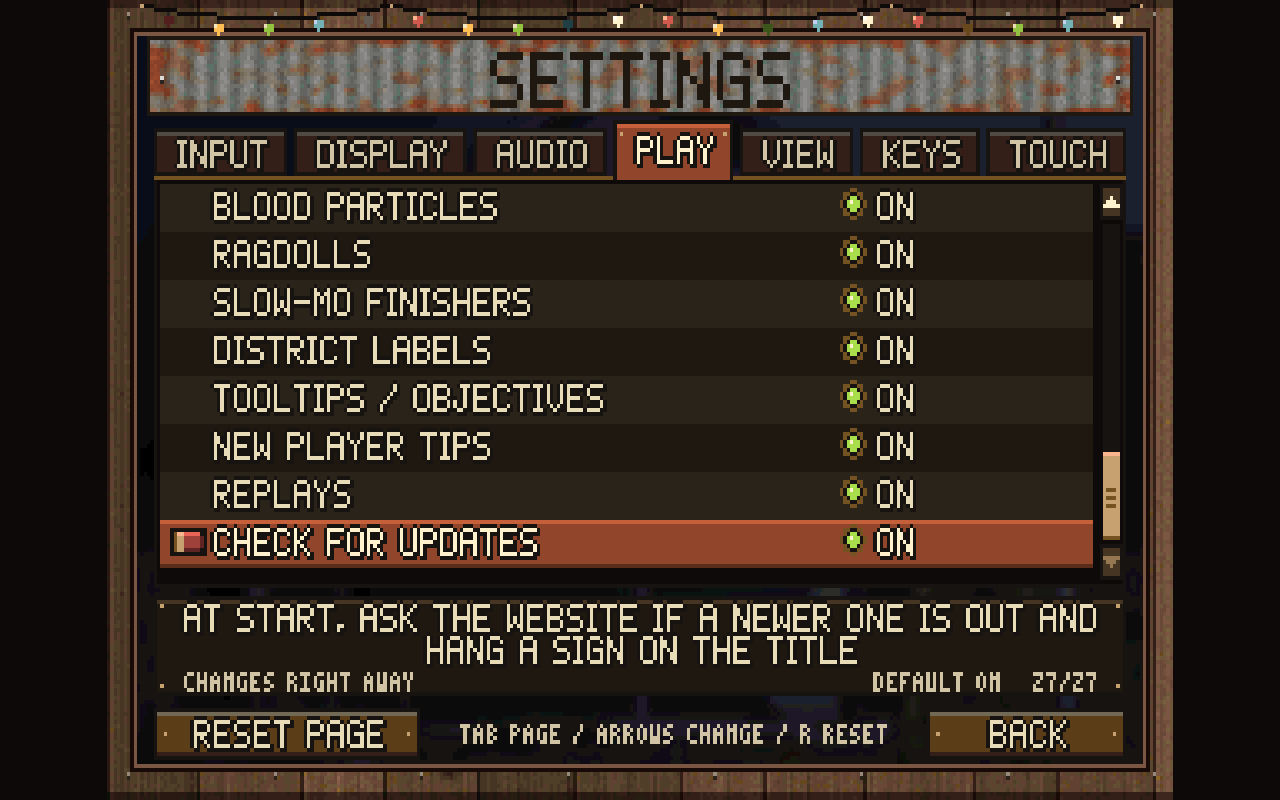 SETTINGS
INPUT DISPLAY AUDIO PLAY VIEW KEYS TOUCH
BLOOD PARTICLES ON
RAGDOLLS ON
SLOW-MO FINISHERS ON
DISTRICT LABELS ON
TOOLTIPS / OBJECTIVES ON
NEW PLAYER TIPS ON
REPLAYS ON
CHECK FOR UPDATES ON
AT START, ASK THE WEBSITE IF A NEWER ONE IS OUT AND
HANG A SIGN ON THE TITLE
CHANGES RIGHT AWAY DEFAULT ON 27/27
RESET PAGE TAB PAGE / ARROWS CHANGE / R RESET BACK